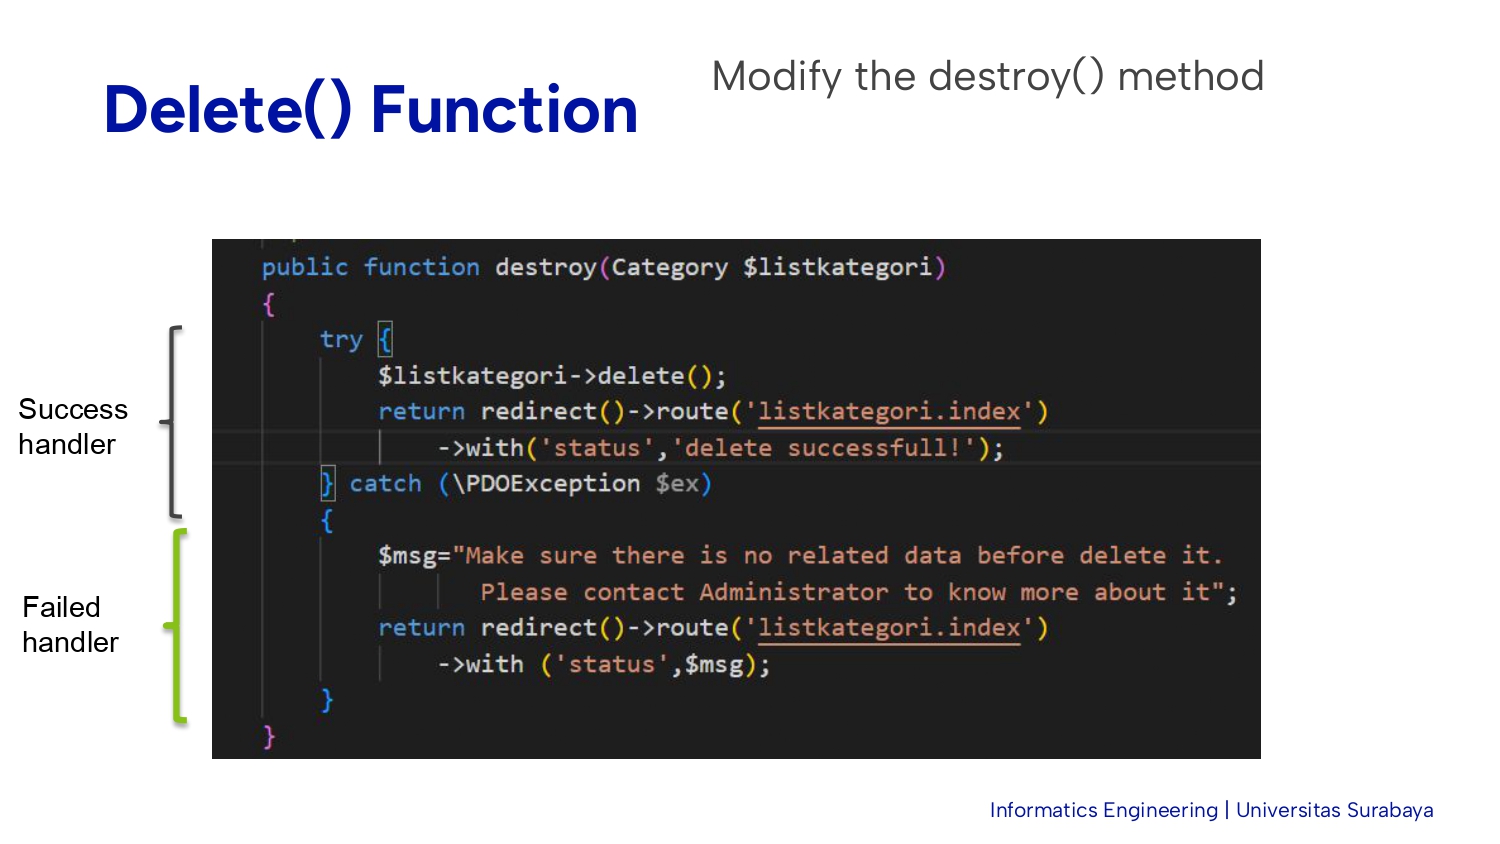 Delete() Function
Modify the destroy() method
public function destroy(Category $listkategori)
{
try {
$listkategori->delete();
return redirect()->route('listkategori.index')
->with('status','delete successfull!');
} catch (\PDOException $ex)
{
$msg="Make sure there is no related data before delete it.
Please contact Administrator to know more about it";
return redirect()->route('listkategori.index')
->with ('status',$msg);
}
}
Success
handler
Failed
handler
Informatics Engineering | Universitas Surabaya